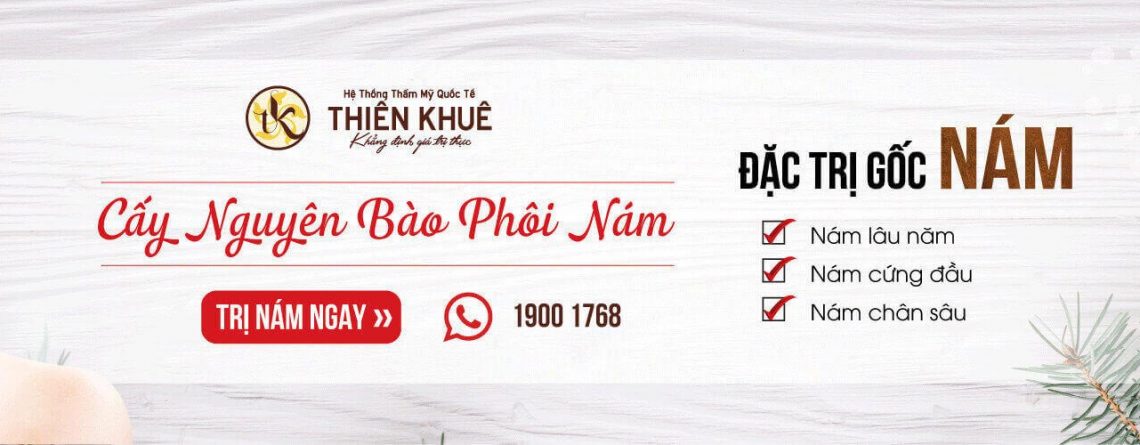 tk
Hệ Thống Thẩm Mỹ Quốc Tế
THIÊN KHUÊ
Khẳng định giá trị thực
Cấy Nguyên Bào Phôi Nám
TRỊ NÁM NGAY »
1900 1768
ĐẶC TRỊ GỐC NÁM
Nám lâu năm
Nám cứng đầu
Nám chân sâu